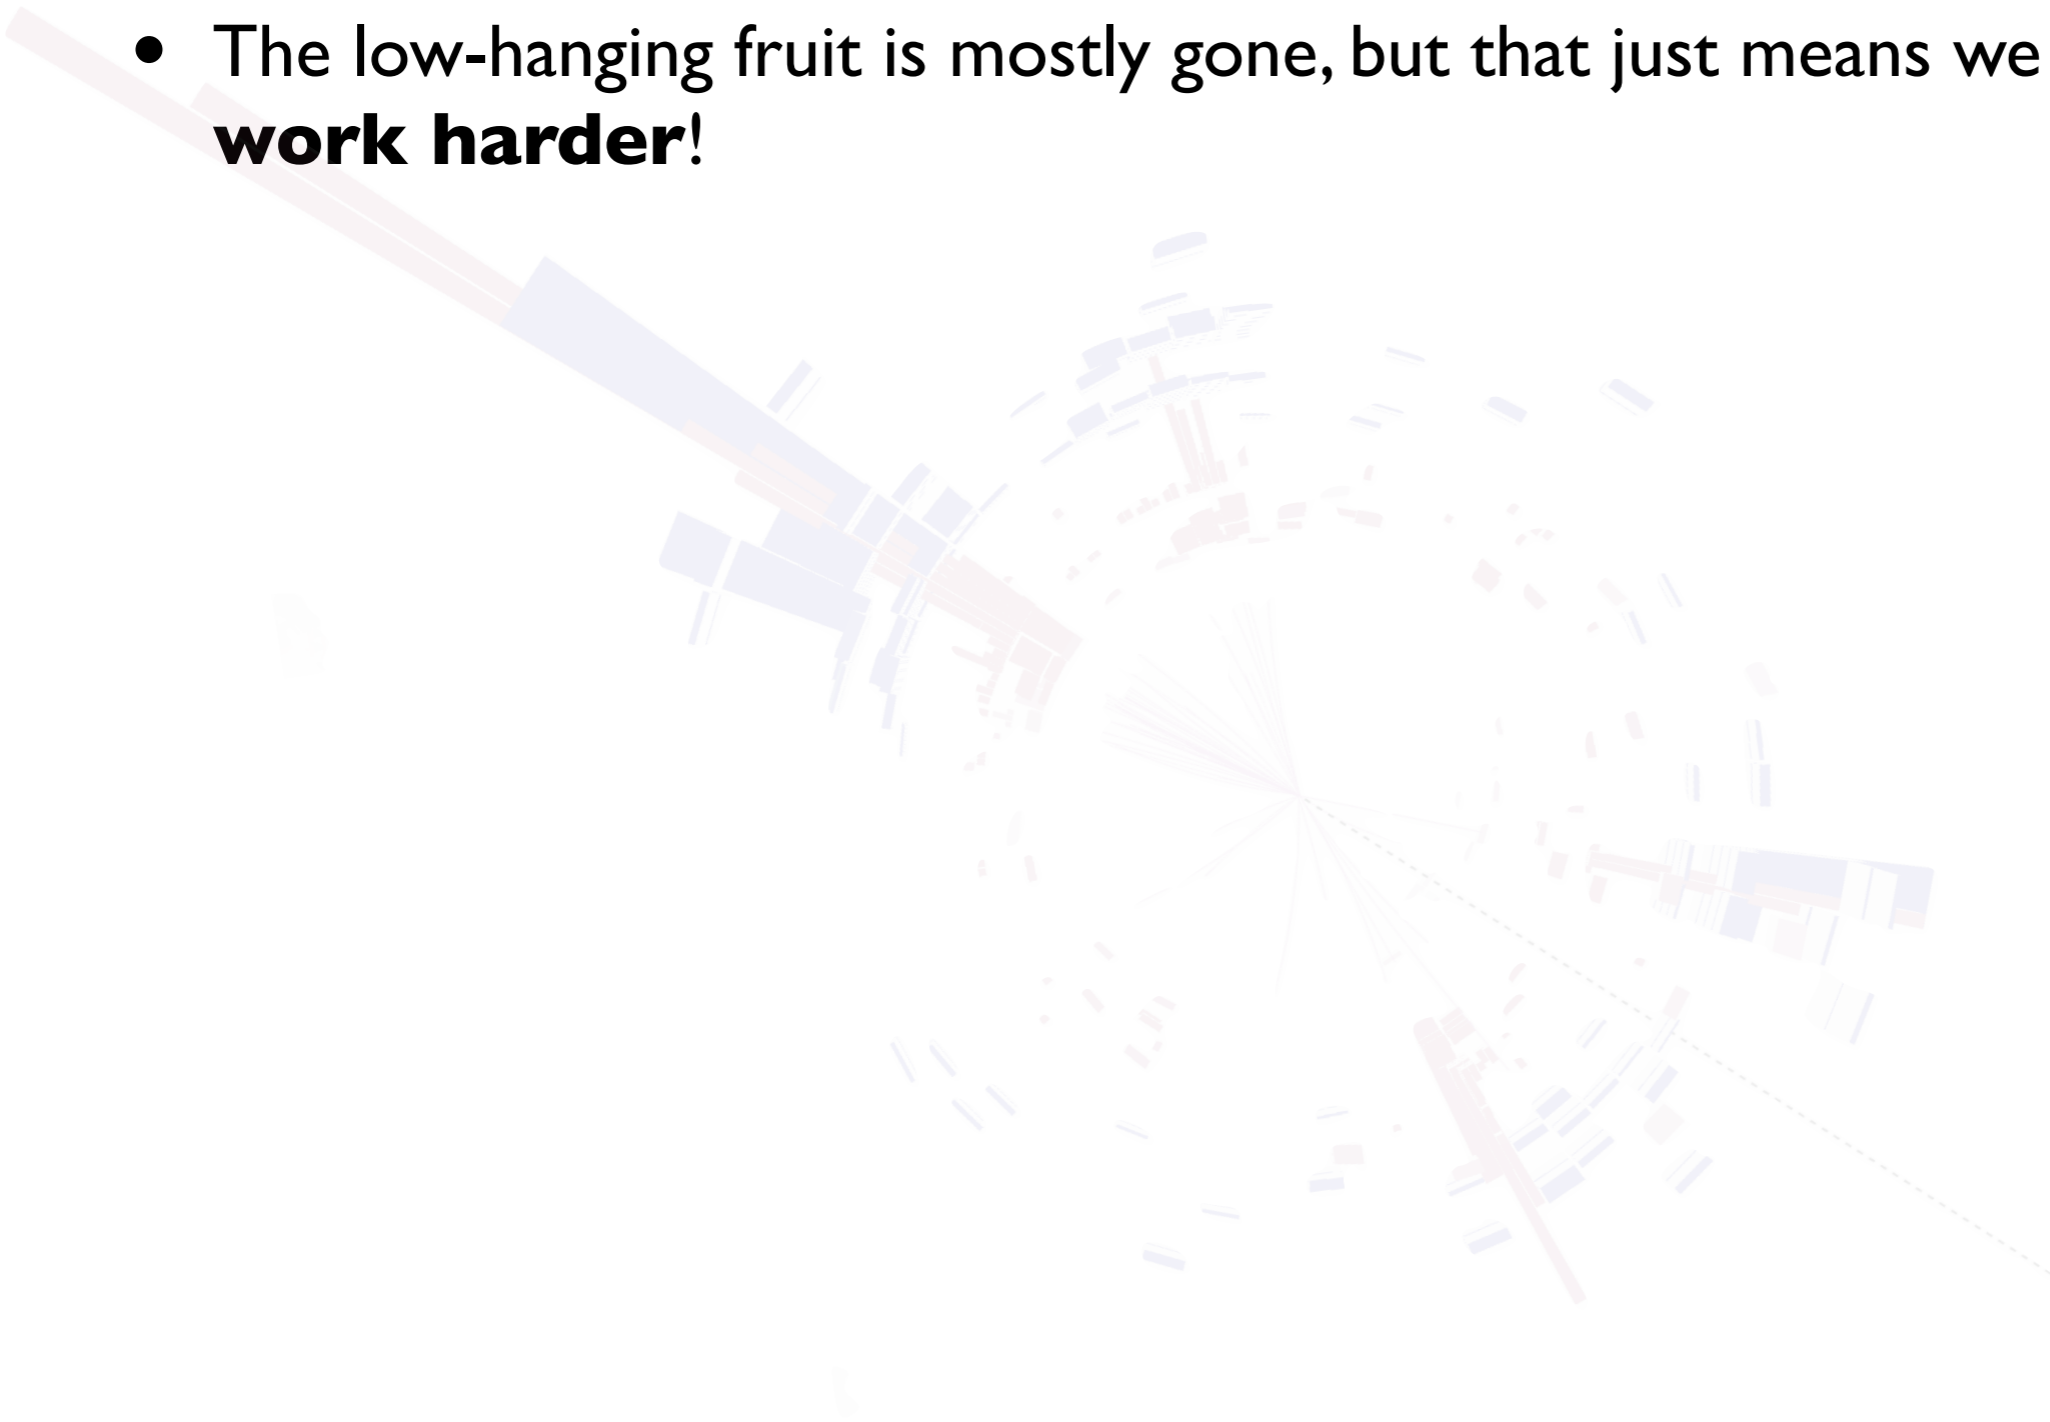 • The low-hanging fruit is mostly gone, but that just means we
work harder!